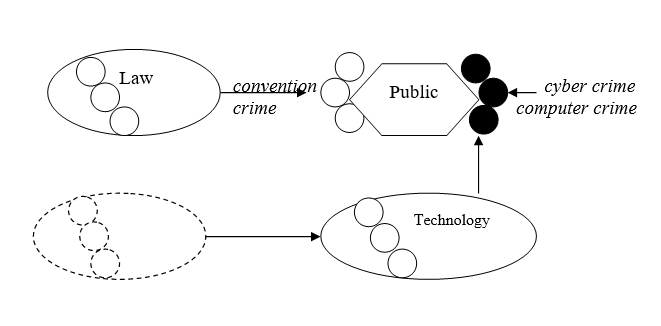 Law
convention
crime
Public
cyber crime
computer crime
Technology